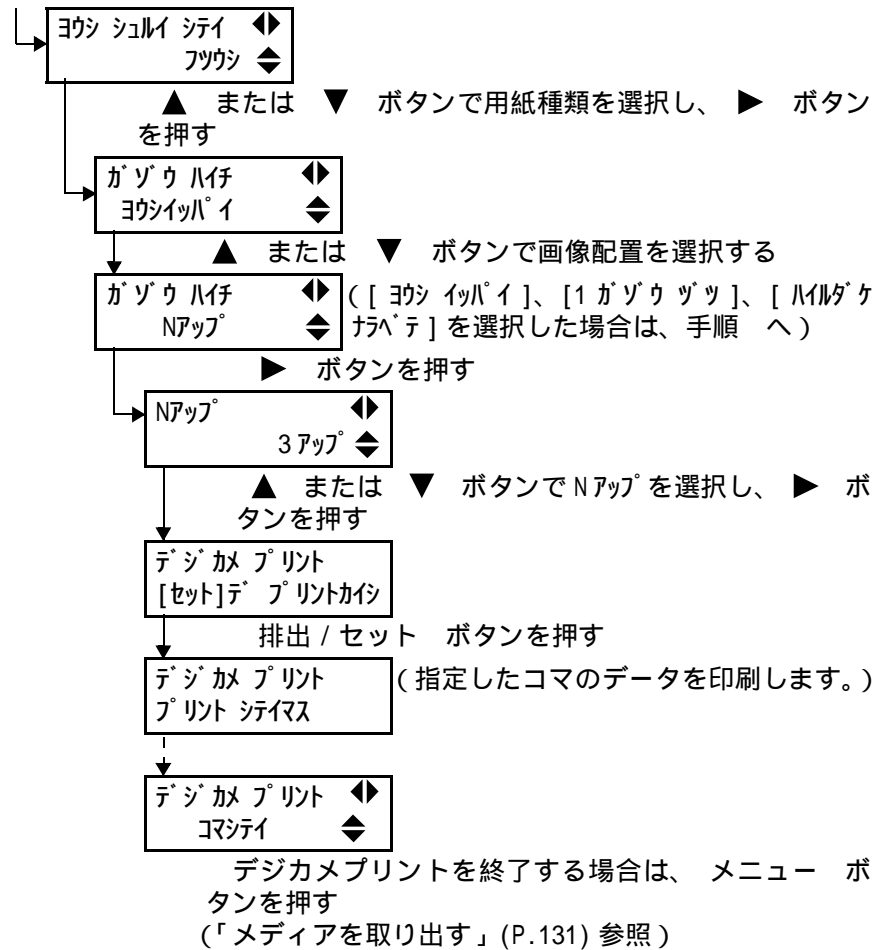 ﾖｳｼ ｼｭﾙｲ ｼﾃｲ ◀▶
ﾌﾂｳｼ ▲▼
▲ または ▼ ボタンで用紙種類を選択し、 ▶ ボタン
を押す
ｶﾞｿﾞｳ ﾊｲﾁ ◀▶
ﾖｳｼｲｯﾊﾟｲ ▲▼
▲ または ▼ ボタンで画像配置を選択する
ｶﾞｿﾞｳ ﾊｲﾁ ◀▶
Nｱｯﾌﾟ ▲▼
([ ﾖｳｼ ｲｯﾊﾟｲ ]、[1 ｶﾞｿﾞｳ ﾂﾞﾂ ]、[ ﾊｲﾙﾀﾞｹ
ﾅﾗﾍﾞﾃ ] を選択した場合は、手順 へ)
▶ ボタンを押す
Nｱｯﾌﾟ ◀▶
3 ｱｯﾌﾟ ▲▼
▲ または ▼ ボタンで N ｱｯﾌﾟ を選択し、 ▶ ボ
タンを押す
ﾃﾞｼﾞｶﾒ ﾌﾟﾘﾝﾄ
[ｾｯﾄ]ﾃﾞ ﾌﾟﾘﾝﾄｶｲｼ
排出 / セット ボタンを押す
ﾃﾞｼﾞｶﾒ ﾌﾟﾘﾝﾄ
ﾌﾟﾘﾝﾄ ｼﾃｲﾏｽ
(指定したコマのデータを印刷します。)
ﾃﾞｼﾞｶﾒ ﾌﾟﾘﾝﾄ ◀▶
ｺﾏｼﾃｲ ▲▼
デジカメプリントを終了する場合は、 メニュー ボ
タンを押す
(「メディアを取り出す」(P.131) 参照)